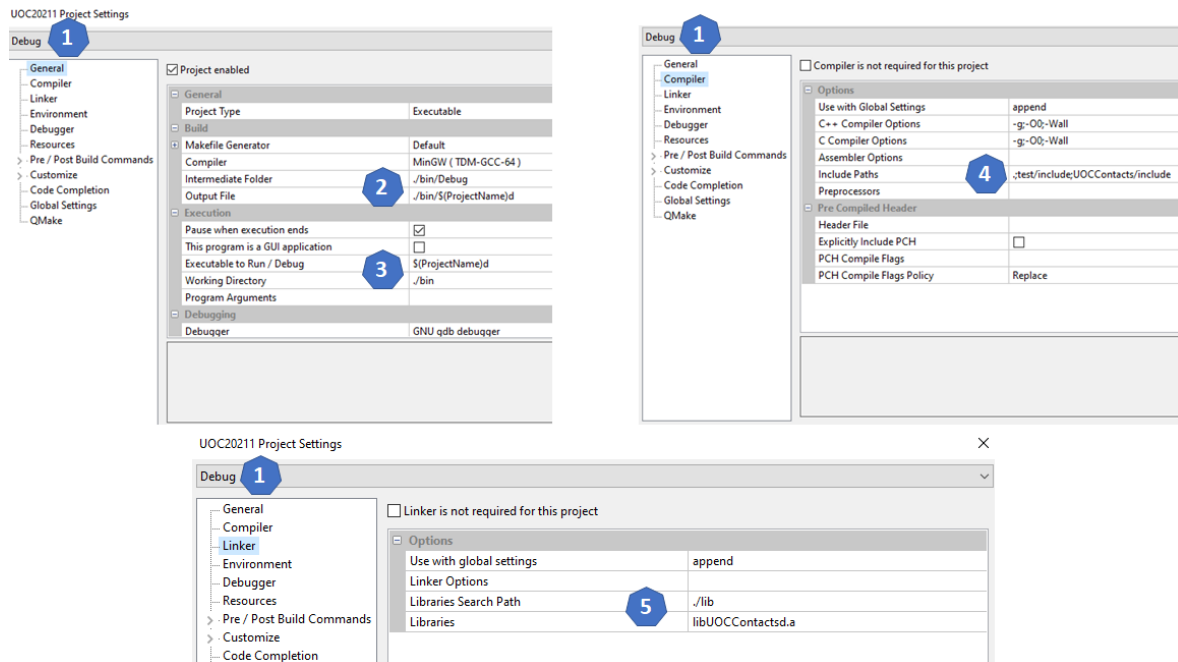 UOC20211 Project Settings
Debug 1
General
Compiler
Linker
Environment
Debugger
Resources
Pre / Post Build Commands
Customize
Code Completion
Global Settings
QMake
Project enabled
General
Project Type Executable
Build
Makefile Generator Default
Compiler MinGW ( TDM-GCC-64 )
Intermediate Folder ./bin/Debug
2
Output File ./bin/$(ProjectName)d
Execution
Pause when execution ends
This program is a GUI application
Executable to Run / Debug $(ProjectName)d
3
Working Directory ./bin
Program Arguments
Debugging
Debugger GNU gdb debugger
Debug 1
General
Compiler
Linker
Environment
Debugger
Resources
Pre / Post Build Commands
Customize
Code Completion
Global Settings
QMake
Compiler is not required for this project
Options
Use with Global Settings append
C++ Compiler Options -g;-O0;-Wall
C Compiler Options -g;-O0;-Wall
Assembler Options
Include Paths 4 .;test/include;UOCContacts/include
Preprocessors
Pre Compiled Header
Header File
Explicitly Include PCH
PCH Compile Flags
PCH Compile Flags Policy Replace
UOC20211 Project Settings
Debug 1
General
Compiler
Linker
Environment
Debugger
Resources
Pre / Post Build Commands
Customize
Code Completion
Linker is not required for this project
Options
Use with global settings append
Linker Options
Libraries Search Path ./lib
5
Libraries libUOCContactsd.a